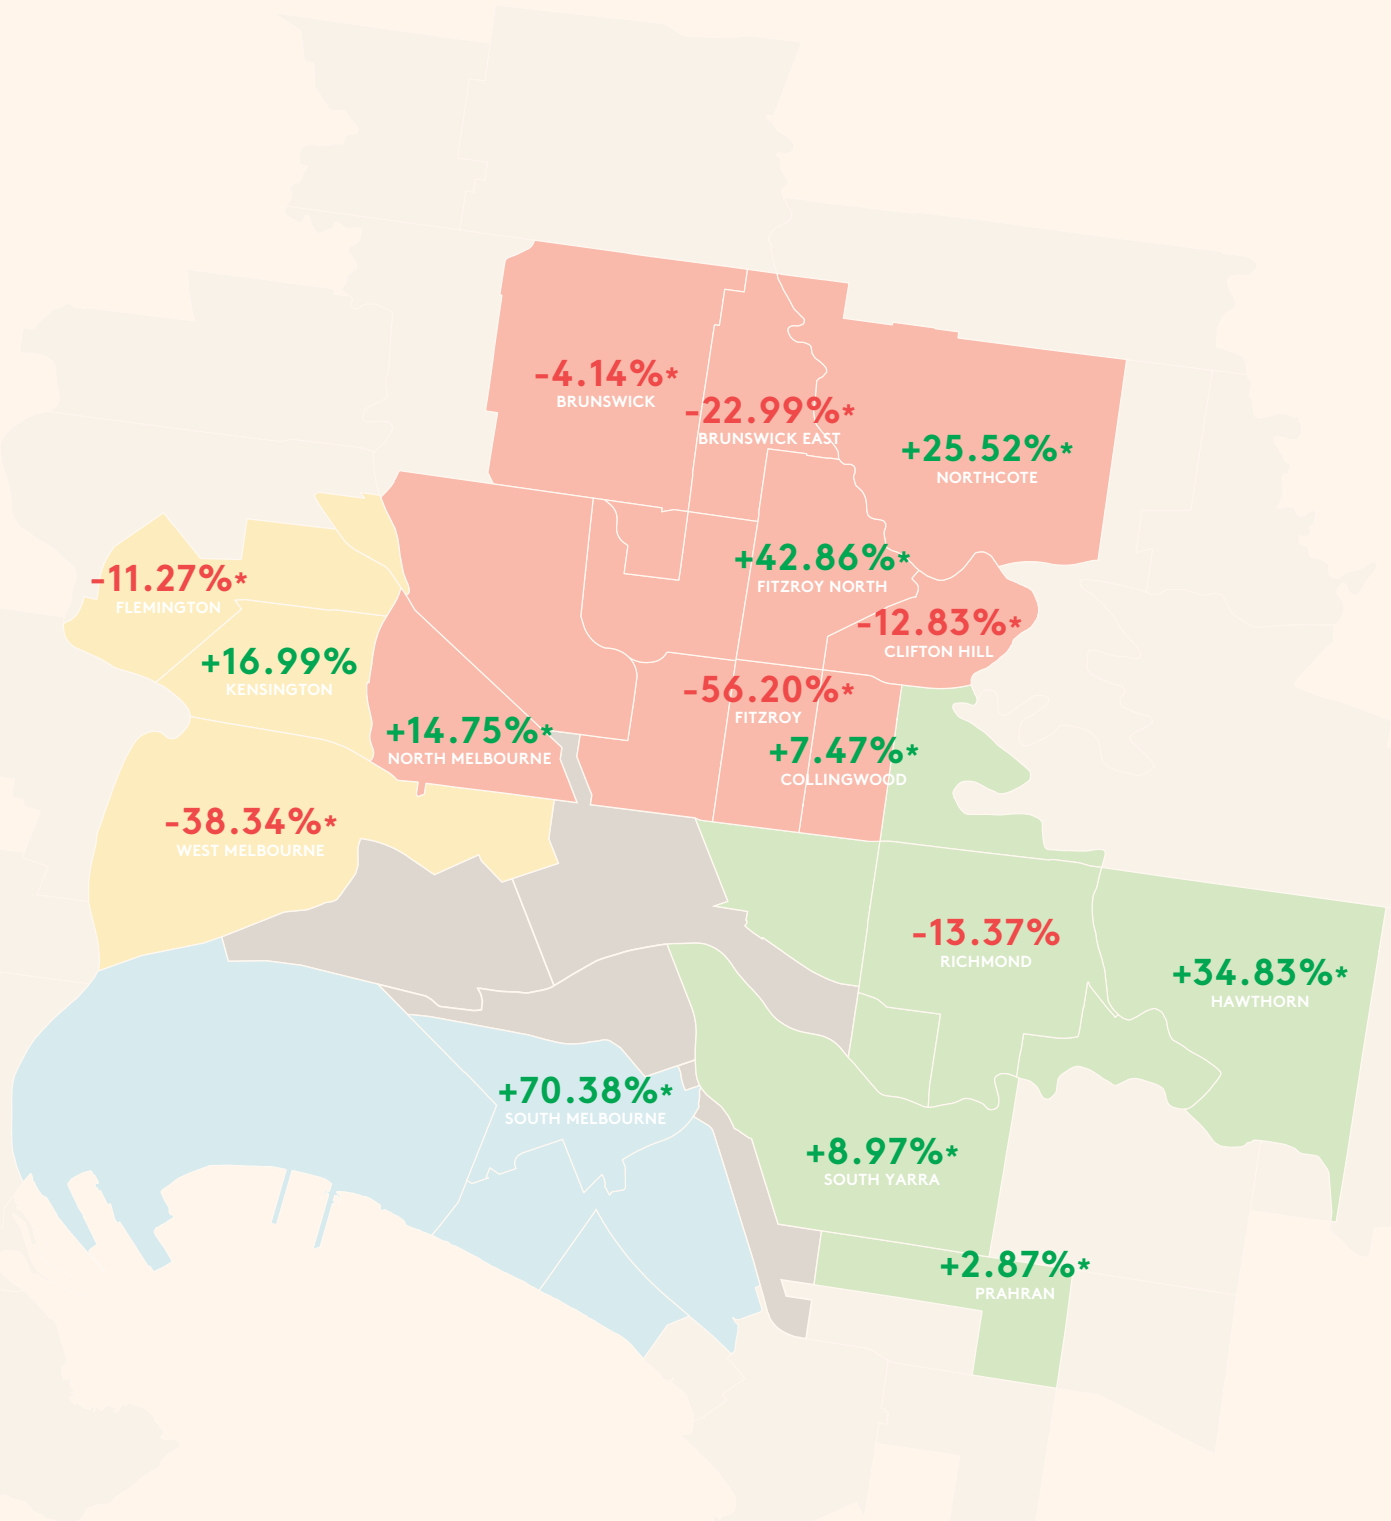 -4.14%*
BRUNSWICK
-22.99%*
BRUNSWICK EAST
+25.52%*
NORTHCOTE
+42.86%*
FITZROY NORTH
-11.27%*
FLEMINGTON
-12.83%*
CLIFTON HILL
+16.99%
KENSINGTON
-56.20%*
FITZROY
+14.75%*
NORTH MELBOURNE
+7.47%*
COLLINGWOOD
-38.34%*
WEST MELBOURNE
-13.37%
RICHMOND
+34.83%*
HAWTHORN
+70.38%*
SOUTH MELBOURNE
+8.97%*
SOUTH YARRA
+2.87%*
PRAHRAN